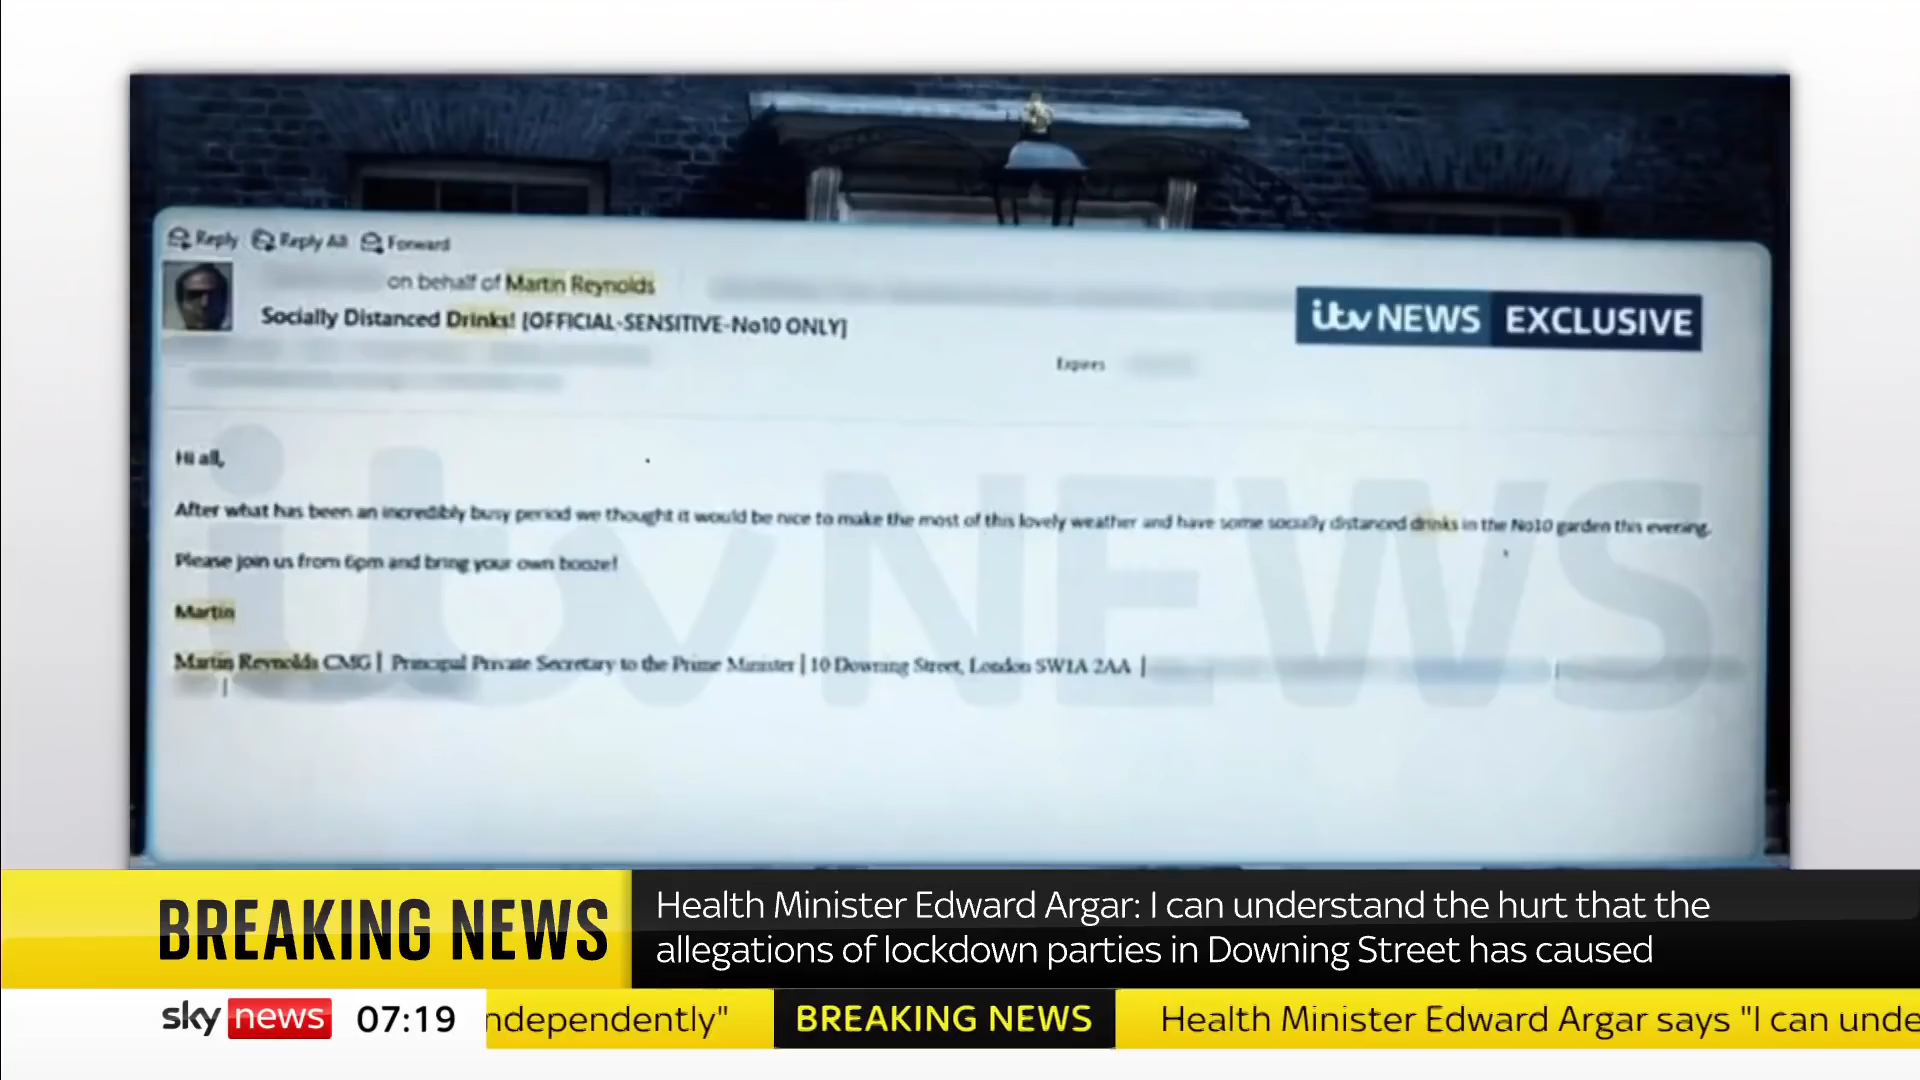 Reply Reply All Forward
on behalf of Martin Reynolds
Socially Distanced Drinks! [OFFICIAL-SENSITIVE-No10 ONLY]
itv NEWS EXCLUSIVE
Expires
Hi all,
After what has been an incredibly busy period we thought it would be nice to make the most of this lovely weather and have some socially distanced drinks in the No10 garden this evening.
Please join us from 6pm and bring your own booze!
Martin
Martin Reynolds CMG | Principal Private Secretary to the Prime Minister | 10 Downing Street, London SW1A 2AA |
itv NEWS
BREAKING NEWS
Health Minister Edward Argar: I can understand the hurt that the
allegations of lockdown parties in Downing Street has caused
sky news 07:19 ndependently" BREAKING NEWS Health Minister Edward Argar says "I can unde